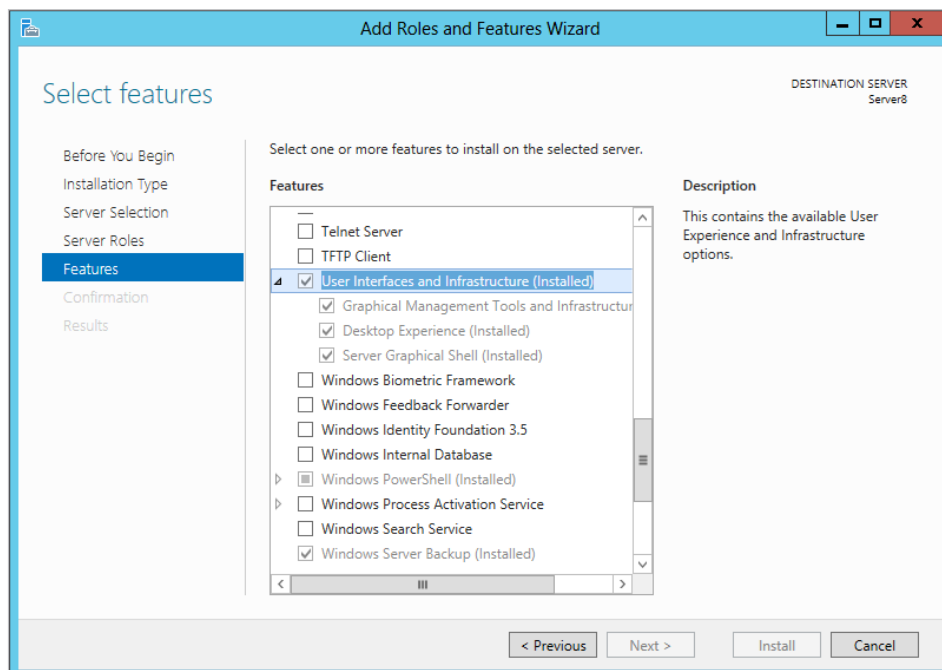 Add Roles and Features Wizard
Select features
DESTINATION SERVER
Server8
Before You Begin
Installation Type
Server Selection
Server Roles
Features
Confirmation
Results
Select one or more features to install on the selected server.
Features
Telnet Server
TFTP Client
User Interfaces and Infrastructure (Installed)
Graphical Management Tools and Infrastructur
Desktop Experience (Installed)
Server Graphical Shell (Installed)
Windows Biometric Framework
Windows Feedback Forwarder
Windows Identity Foundation 3.5
Windows Internal Database
Windows PowerShell (Installed)
Windows Process Activation Service
Windows Search Service
Windows Server Backup (Installed)
Description
This contains the available User
Experience and Infrastructure
options.
< Previous
Next >
Install
Cancel